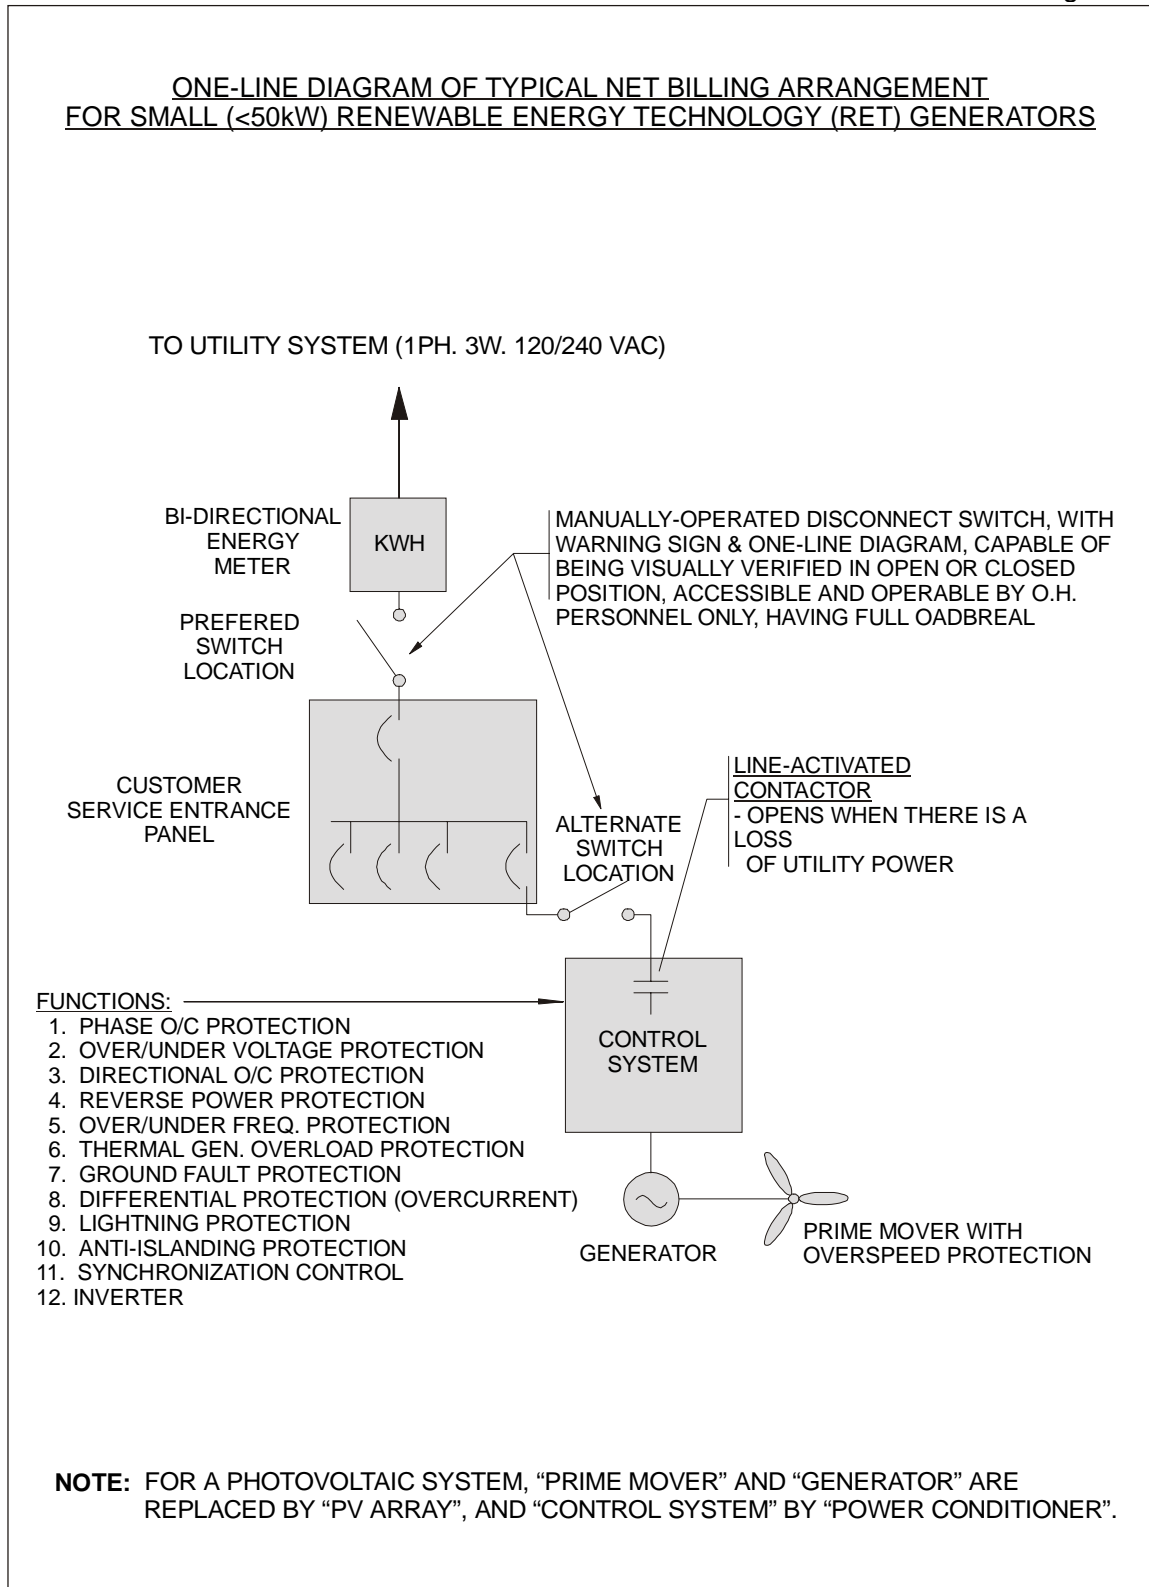 ONE-LINE DIAGRAM OF TYPICAL NET BILLING ARRANGEMENT
FOR SMALL (<50kW) RENEWABLE ENERGY TECHNOLOGY (RET) GENERATORS
TO UTILITY SYSTEM (1PH. 3W. 120/240 VAC)
BI-DIRECTIONAL
ENERGY
METER
KWH
MANUALLY-OPERATED DISCONNECT SWITCH, WITH
WARNING SIGN & ONE-LINE DIAGRAM, CAPABLE OF
BEING VISUALLY VERIFIED IN OPEN OR CLOSED
POSITION, ACCESSIBLE AND OPERABLE BY O.H.
PERSONNEL ONLY, HAVING FULL OADBREAL
PREFERED
SWITCH
LOCATION
CUSTOMER
SERVICE ENTRANCE
PANEL
ALTERNATE
SWITCH
LOCATION
LINE-ACTIVATED
CONTACTOR
- OPENS WHEN THERE IS A
LOSS
OF UTILITY POWER
FUNCTIONS:
1. PHASE O/C PROTECTION
2. OVER/UNDER VOLTAGE PROTECTION
3. DIRECTIONAL O/C PROTECTION
4. REVERSE POWER PROTECTION
5. OVER/UNDER FREQ. PROTECTION
6. THERMAL GEN. OVERLOAD PROTECTION
7. GROUND FAULT PROTECTION
8. DIFFERENTIAL PROTECTION (OVERCURRENT)
9. LIGHTNING PROTECTION
10. ANTI-ISLANDING PROTECTION
11. SYNCHRONIZATION CONTROL
12. INVERTER
CONTROL
SYSTEM
GENERATOR
PRIME MOVER WITH
OVERSPEED PROTECTION
NOTE: FOR A PHOTOVOLTAIC SYSTEM, “PRIME MOVER” AND “GENERATOR” ARE
REPLACED BY “PV ARRAY”, AND “CONTROL SYSTEM” BY “POWER CONDITIONER”.